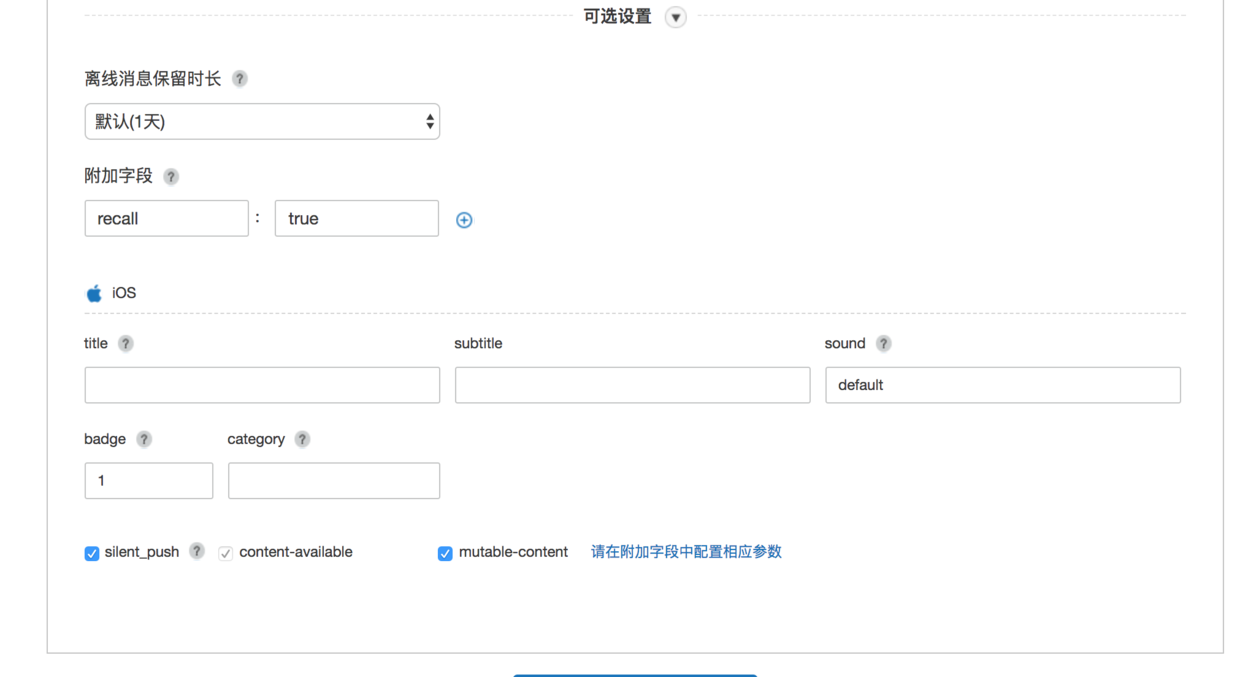 可选设置
离线消息保留时长 ?
默认(1天)
附加字段 ?
recall : true
iOS
title ? subtitle sound ?
default
badge ? category ?
1
silent_push ? content-available mutable-content 请在附加字段中配置相应参数